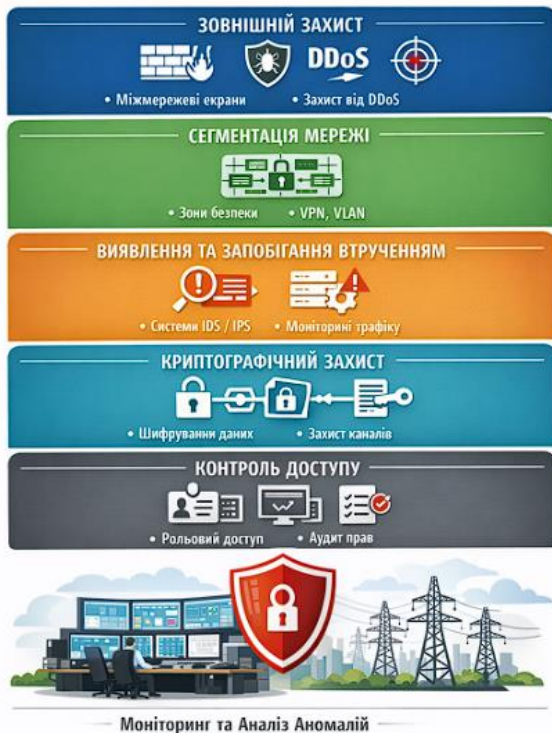 ЗОВНІШНІЙ ЗАХИСТ
DDoS
• Міжмережеві екрани • Захист від DDoS
СЕГМЕНТАЦІЯ МЕРЕЖІ
• Зони безпеки • VPN, VLAN
ВИЯВЛЕННЯ ТА ЗАПОБІГАННЯ ВТРУЧЕННЯМ
• Системи IDS / IPS • Моніторинг трафіку
КРИПТОГРАФІЧНИЙ ЗАХИСТ
• Шифрування даних • Захист каналів
КОНТРОЛЬ ДОСТУПУ
• Рольовий доступ • Аудит прав
Моніторинг та Аналіз Аномалій